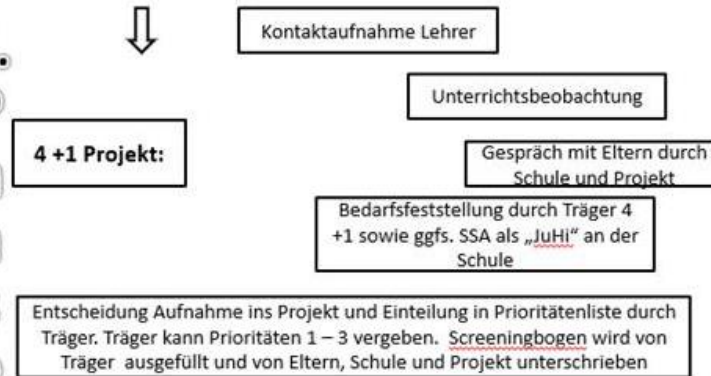 Kontaktaufnahme Lehrer
Unterrichtsbeobachtung
4 +1 Projekt:
Gespräch mit Eltern durch
Schule und Projekt
Bedarfsfeststellung durch Träger 4
+1 sowie ggfs. SSA als „JuHi“ an der
Schule
Entscheidung Aufnahme ins Projekt und Einteilung in Prioritätenliste durch
Träger. Träger kann Prioritäten 1 – 3 vergeben. Screeningbogen wird von
Träger ausgefüllt und von Eltern, Schule und Projekt unterschrieben